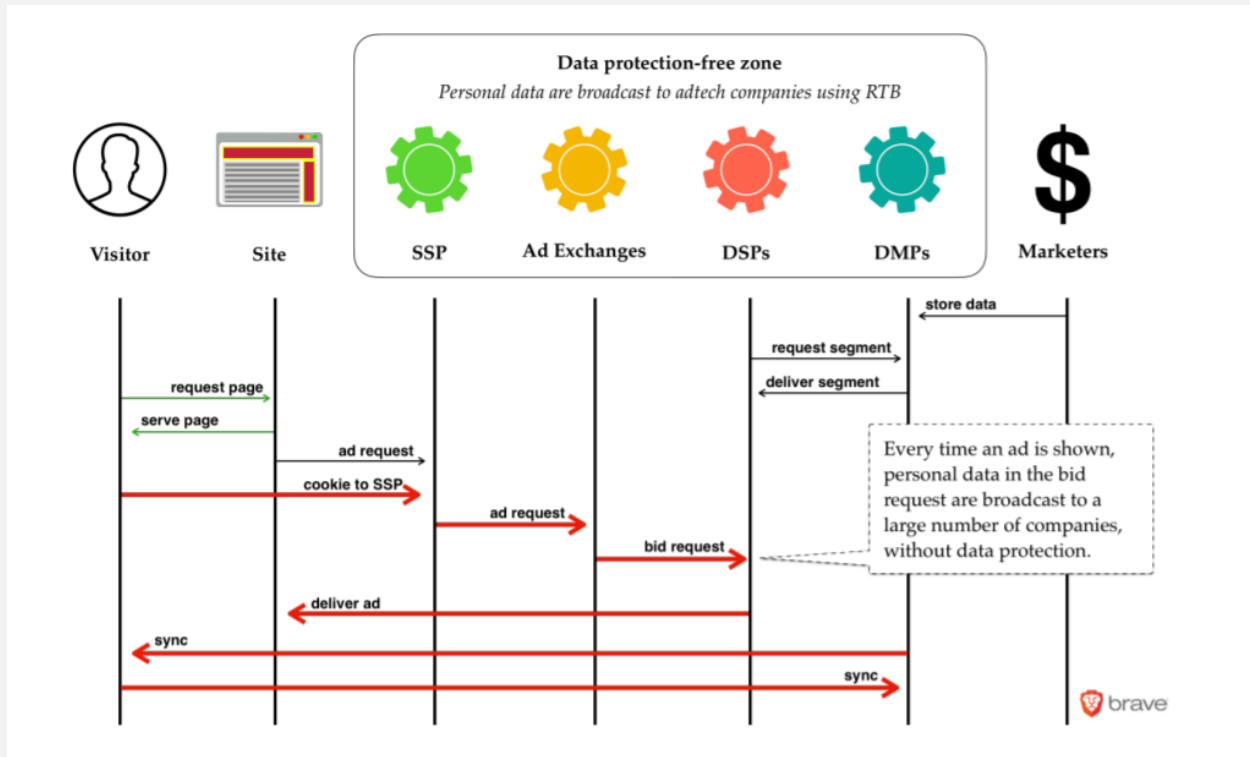 Data protection-free zone
Personal data are broadcast to adtech companies using RTB
Visitor
Site
SSP
Ad Exchanges
DSPs
DMPs
Marketers
store data
request segment
deliver segment
request page
serve page
ad request
cookie to SSP
ad request
bid request
Every time an ad is shown,
personal data in the bid
request are broadcast to a
large number of companies,
without data protection.
deliver ad
sync
sync
brave